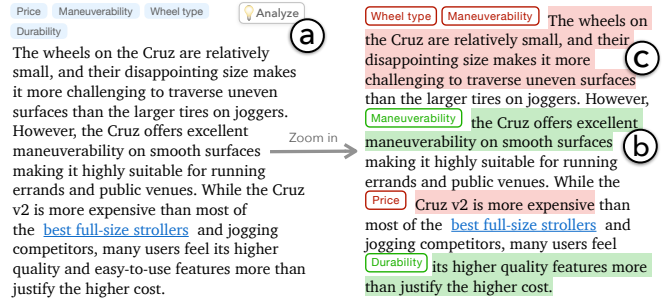 Price Maneuverability Wheel type Analyze
Durability
a
The wheels on the Cruz are relatively
small, and their disappointing size makes
it more challenging to traverse uneven
surfaces than the larger tires on joggers.
However, the Cruz offers excellent
maneuverability on smooth surfaces
making it highly suitable for running
errands and public venues. While the Cruz
v2 is more expensive than most of
the best full-size strollers and jogging
competitors, many users feel its higher
quality and easy-to-use features more than
justify the higher cost.
Zoom in
Wheel type Maneuverability The wheels on
the Cruz are relatively small, and their
disappointing size makes it more
challenging to traverse uneven surfaces
c
than the larger tires on joggers. However,
Maneuverability the Cruz offers excellent
maneuverability on smooth surfaces
b
making it highly suitable for running
errands and public venues. While the
Price Cruz v2 is more expensive than
most of the best full-size strollers and
jogging competitors, many users feel
Durability its higher quality features more
than justify the higher cost.